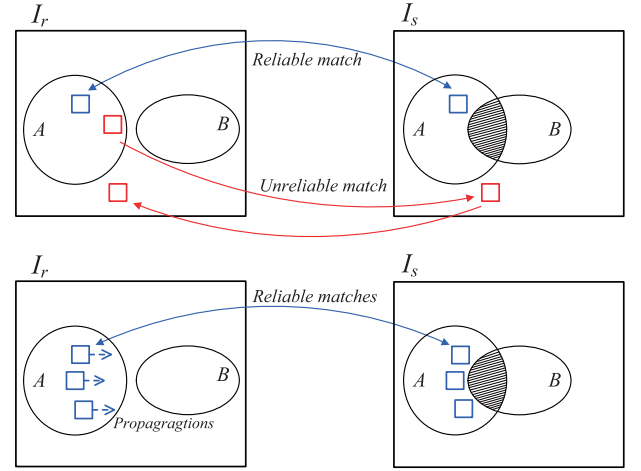 I_r
I_s
Reliable match
A
B
A
B
Unreliable match
I_r
I_s
Reliable matches
A
B
A
B
Propagragtions